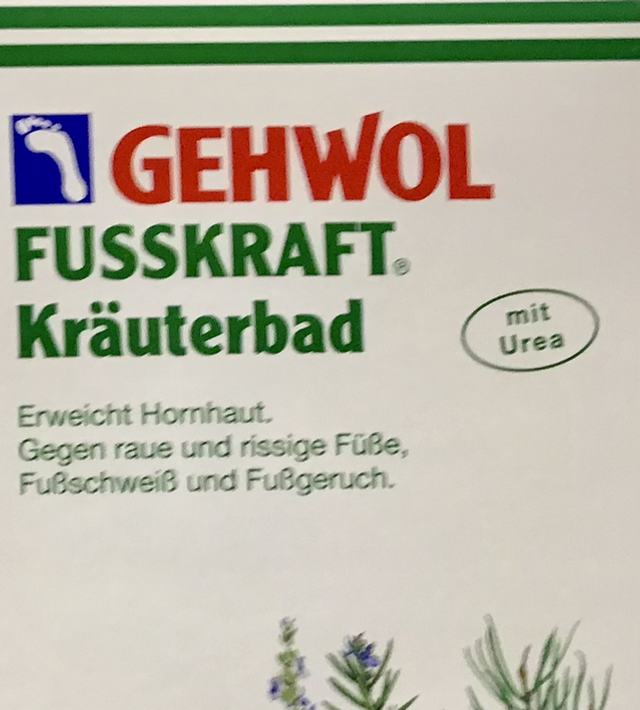 GEHWOL
FUSSKRAFT®
Kräuterbad
mit
Urea
Erweicht Hornhaut.
Gegen raue und rissige Füße,
Fußschweiß und Fußgeruch.